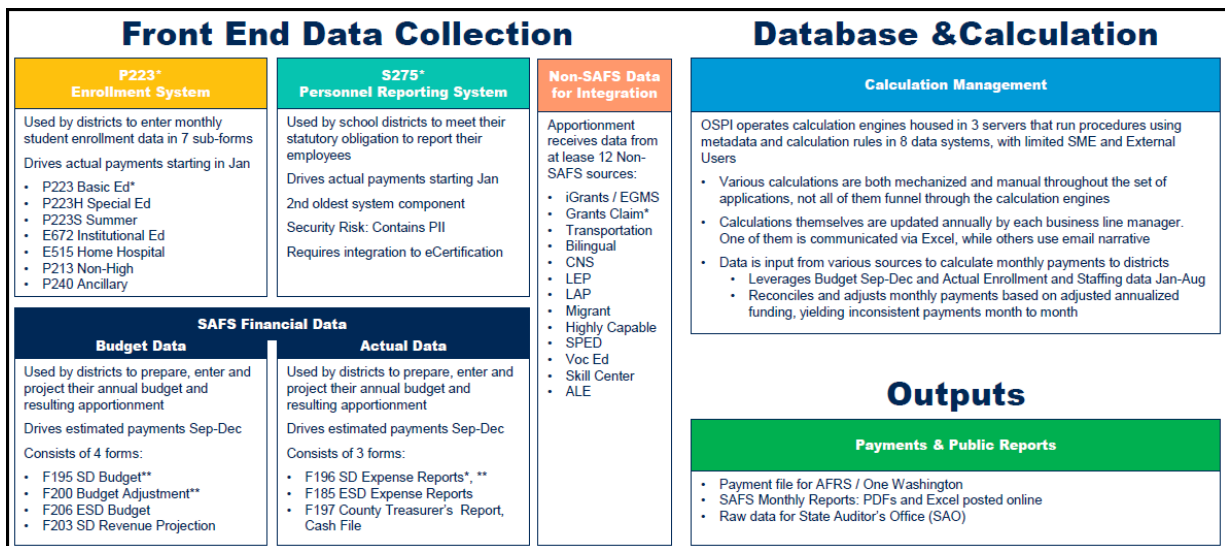 Front End Data Collection
P223*
Enrollment System
Used by districts to enter monthly
student enrollment data in 7 sub-forms
Drives actual payments starting in Jan
• P223 Basic Ed*
• P223H Special Ed
• P223S Summer
• E672 Institutional Ed
• E515 Home Hospital
• P213 Non-High
• P240 Ancillary
S275*
Personnel Reporting System
Used by school districts to meet their
statutory obligation to report their
employees
Drives actual payments starting Jan
2nd oldest system component
Security Risk: Contains PII
Requires integration to eCertification
Non-SAFS Data
for Integration
Apportionment
receives data from
at lease 12 Non-
SAFS sources:
• iGrants / EGMS
• Grants Claim*
• Transportation
• Bilingual
• CNS
• LEP
• LAP
• Migrant
• Highly Capable
• SPED
• Voc Ed
• Skill Center
• ALE
SAFS Financial Data
Budget Data
Used by districts to prepare, enter and
project their annual budget and
resulting apportionment
Drives estimated payments Sep-Dec
Consists of 4 forms:
• F195 SD Budget**
• F200 Budget Adjustment**
• F206 ESD Budget
• F203 SD Revenue Projection
Actual Data
Used by districts to prepare, enter and
project their annual budget and
resulting apportionment
Drives estimated payments Sep-Dec
Consists of 3 forms:
• F196 SD Expense Reports*, **
• F185 ESD Expense Reports
• F197 County Treasurer's Report,
Cash File
Database &Calculation
Calculation Management
OSPI operates calculation engines housed in 3 servers that run procedures using
metadata and calculation rules in 8 data systems, with limited SME and External
Users
• Various calculations are both mechanized and manual throughout the set of
applications, not all of them funnel through the calculation engines
• Calculations themselves are updated annually by each business line manager.
One of them is communicated via Excel, while others use email narrative
• Data is input from various sources to calculate monthly payments to districts
• Leverages Budget Sep-Dec and Actual Enrollment and Staffing data Jan-Aug
• Reconciles and adjusts monthly payments based on adjusted annualized
funding, yielding inconsistent payments month to month
Outputs
Payments & Public Reports
• Payment file for AFRS / One Washington
• SAFS Monthly Reports: PDFs and Excel posted online
• Raw data for State Auditor's Office (SAO)